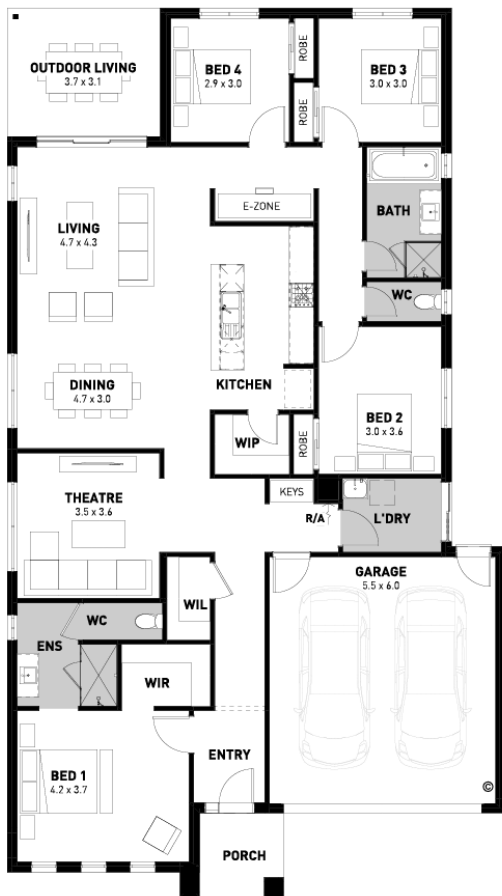 OUTDOOR LIVING
3.7 x 3.1
BED 4
2.9 x 3.0
ROBE
ROBE
BED 3
3.0 x 3.0
LIVING
4.7 x 4.3
E-ZONE
BATH
WC
DINING
4.7 x 3.0
KITCHEN
WIP
ROBE
BED 2
3.0 x 3.6
THEATRE
3.5 x 3.6
KEYS
R/A
L'DRY
GARAGE
5.5 x 6.0
WC
WIL
ENS
WIR
BED 1
4.2 x 3.7
ENTRY
©
PORCH